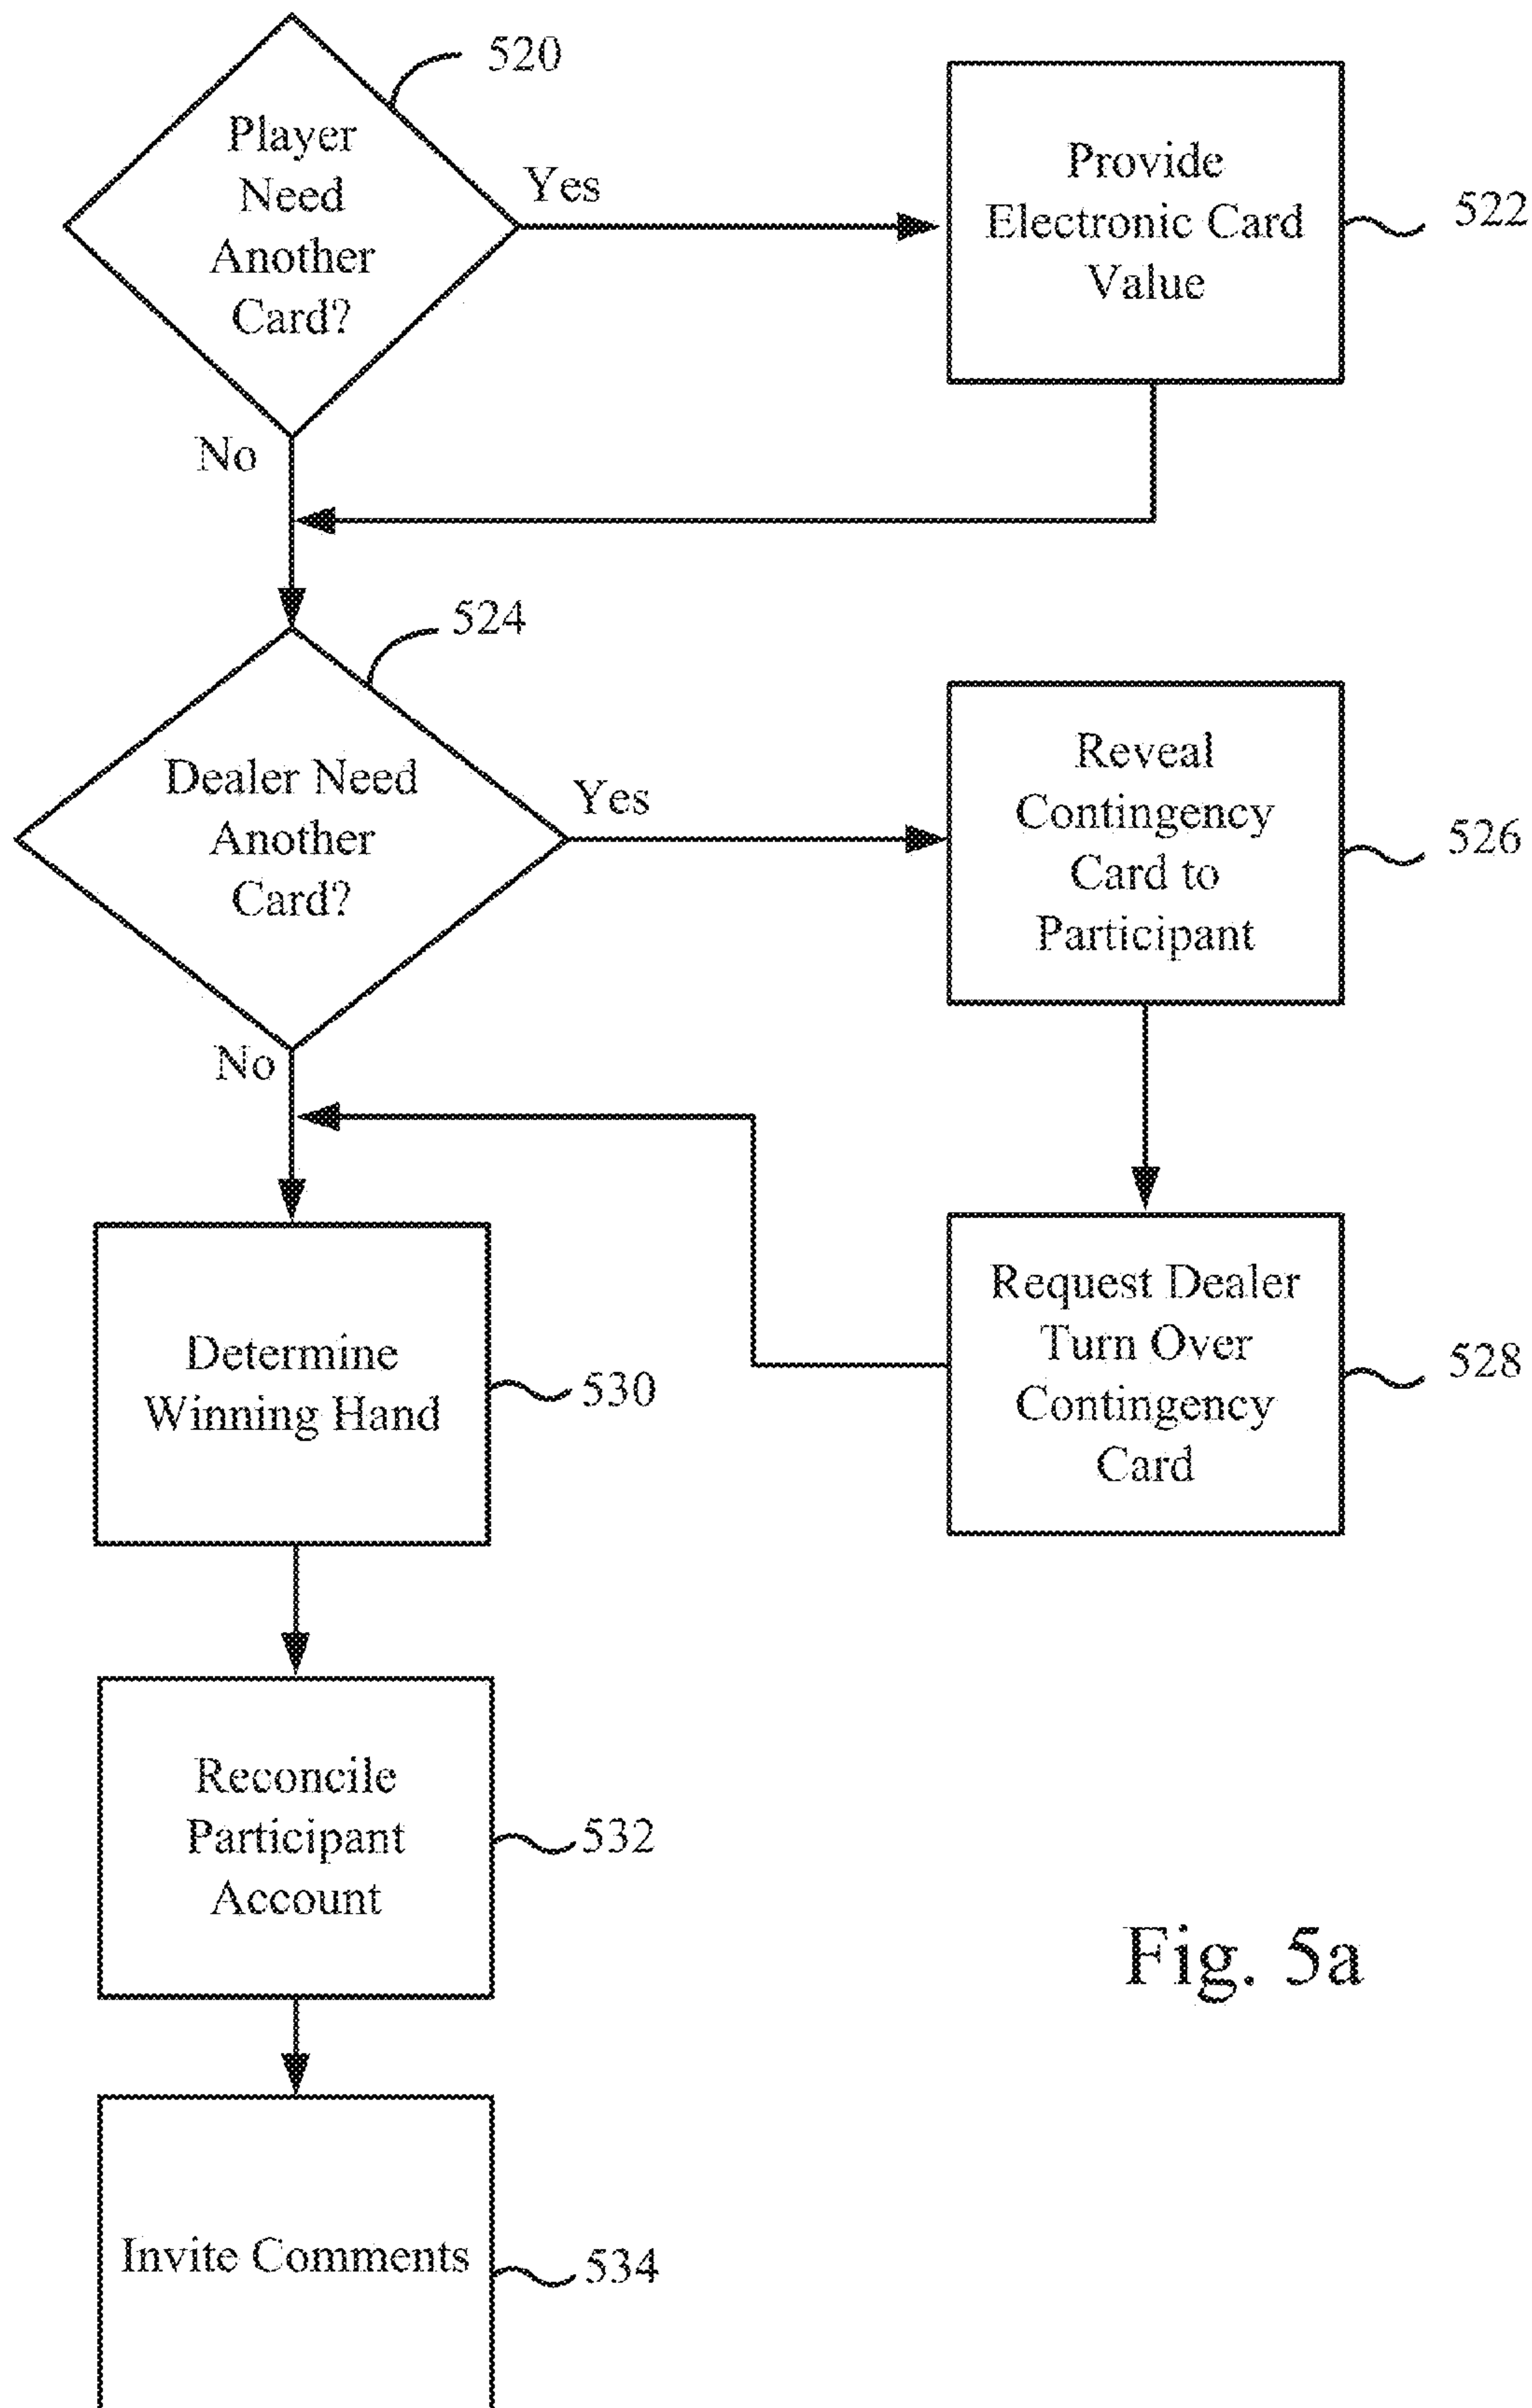 520
Player
Need
Another
Card?
Yes
Provide
Electronic Card
Value
522
No
524
Dealer Need
Another
Card?
Yes
Reveal
Contingency
Card to
Participant
526
No
Request Dealer
Turn Over
Contingency
Card
528
Determine
Winning Hand
530
Reconcile
Participant
Account
532
Fig. 5a
Invite Comments
534